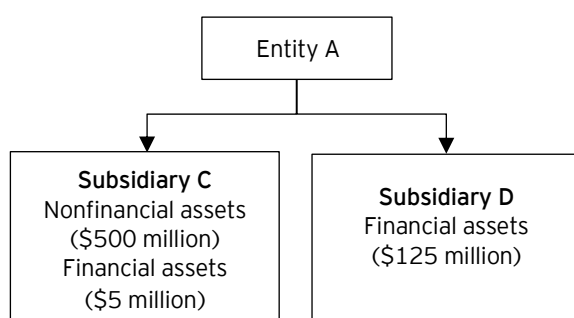 Entity A
Subsidiary C
Nonfinancial assets
($500 million)
Financial assets
($5 million)
Subsidiary D
Financial assets
($125 million)